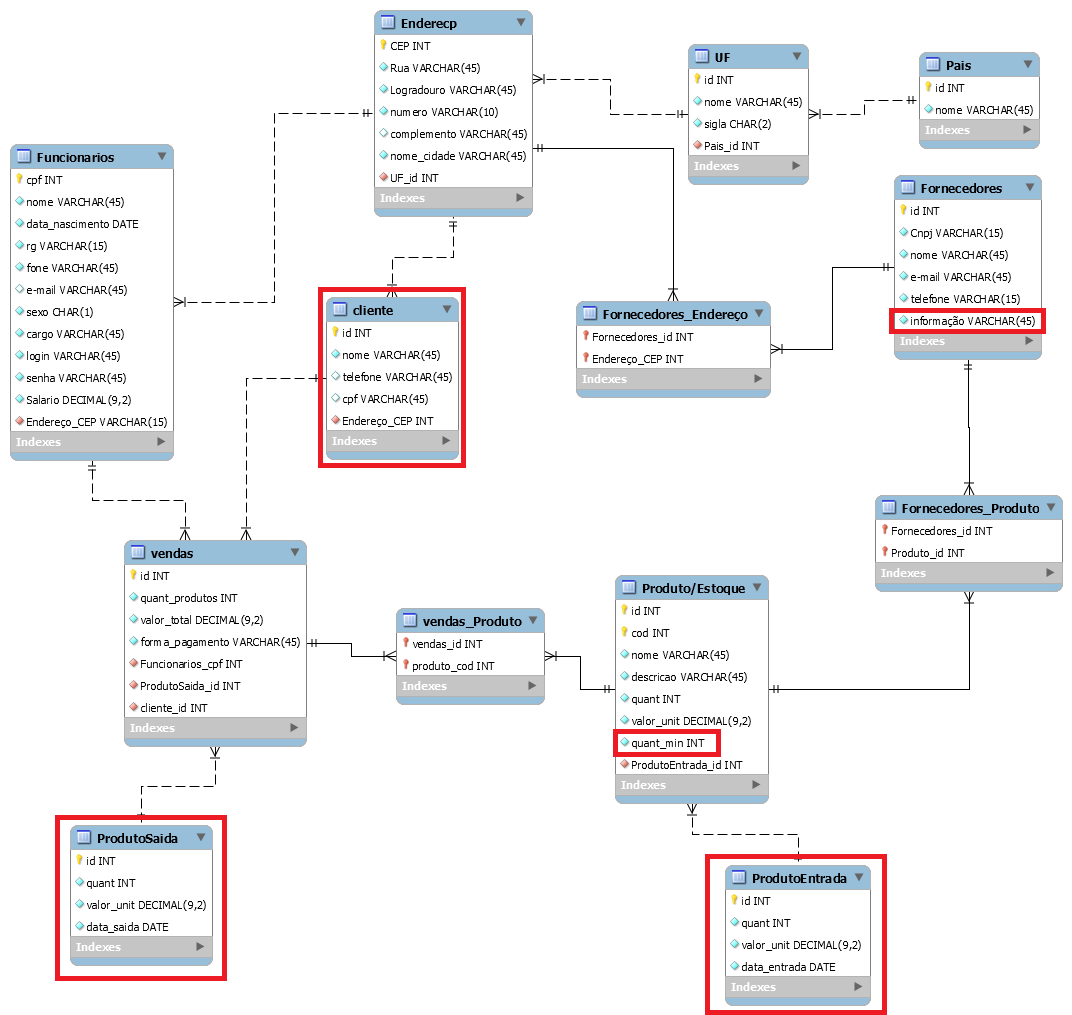 Enderecp
CEP INT
Rua VARCHAR(45)
Logradouro VARCHAR(45)
numero VARCHAR(10)
complemento VARCHAR(45)
nome_cidade VARCHAR(45)
UF_id INT
Indexes
UF
id INT
nome VARCHAR(45)
sigla CHAR(2)
Pais_id INT
Indexes
Pais
id INT
nome VARCHAR(45)
Indexes
Funcionarios
cpf INT
nome VARCHAR(45)
data_nascimento DATE
rg VARCHAR(15)
fone VARCHAR(45)
e-mail VARCHAR(45)
sexo CHAR(1)
cargo VARCHAR(45)
login VARCHAR(45)
senha VARCHAR(45)
Salario DECIMAL(9,2)
Endereço_CEP VARCHAR(15)
Indexes
Fornecedores
id INT
Cnpj VARCHAR(15)
nome VARCHAR(45)
e-mail VARCHAR(45)
telefone VARCHAR(15)
informação VARCHAR(45)
Indexes
cliente
id INT
nome VARCHAR(45)
telefone VARCHAR(45)
cpf VARCHAR(45)
Endereço_CEP INT
Indexes
Fornecedores_Endereço
Fornecedores_id INT
Endereço_CEP INT
Indexes
Fornecedores_Produto
Fornecedores_id INT
Produto_id INT
Indexes
vendas
id INT
quant_produtos INT
valor_total DECIMAL(9,2)
forma_pagamento VARCHAR(45)
Funcionarios_cpf INT
ProdutoSaida_id INT
cliente_id INT
Indexes
vendas_Produto
vendas_id INT
produto_cod INT
Indexes
Produto/Estoque
id INT
cod INT
nome VARCHAR(45)
descricao VARCHAR(45)
quant INT
valor_unit DECIMAL(9,2)
quant_min INT
ProdutoEntrada_id INT
Indexes
ProdutoSaida
id INT
quant INT
valor_unit DECIMAL(9,2)
data_saida DATE
Indexes
ProdutoEntrada
id INT
quant INT
valor_unit DECIMAL(9,2)
data_entrada DATE
Indexes